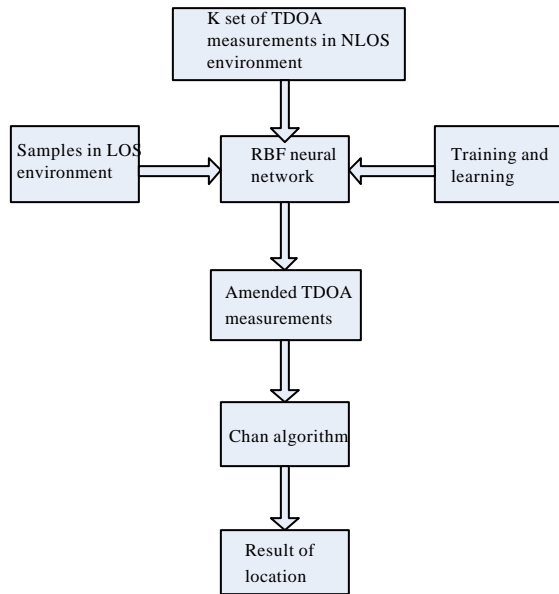 K set of TDOA
measurements in NLOS
environment
Samples in LOS
environment
RBF neural
network
Training and
learning
Amended TDOA
measurements
Chan algorithm
Result of
location